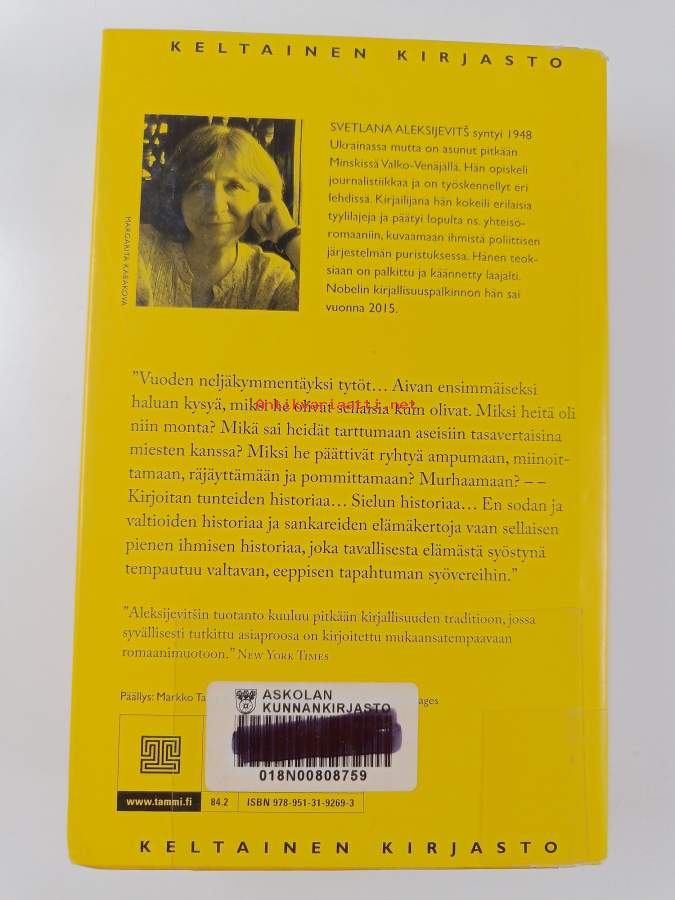 KELTAINEN KIRJASTO
SVETLANA ALEKSIJEVITŠ syntyi 1948
Ukrainassa mutta on asunut pitkään
Minskissä Valko-Venäjällä. Hän opiskeli
journalistiikkaa ja on työskennellyt eri
lehdissä. Kirjailijana hän kokeili erilaisia
tyylilajeja ja päätyi lopulta ns. yhteiso-
romaaniin, kuvaamaan ihmistä poliittisen
järjestelmän puristuksessa. Hänen teok-
siaan on palkittu ja käännetty laajalti.
Nobelin kirjallisuuspalkinnon hän sai
vuonna 2015.
MARGARITA KABAKOVA
"Vuoden neljäkymmentäyksi tytöt… Aivan ensimmäiseksi
haluan kysyä, miksi he olivat sellaisia kuin olivat. Miksi heitä oli
Antikvariaatti.net
niin monta? Mikä sai heidät tarttumaan aseisiin tasavertaisina
miesten kanssa? Miksi he päättivät ryhtyä ampumaan, miinoit-
tamaan, räjäyttämään ja pommittamaan? Murhaamaan? – –
Kirjoitan tunteiden historiaa… Sielun historiaa… En sodan ja
valtioiden historiaa ja sankareiden elämäkertoja vaan sellaisen
pienen ihmisen historiaa, joka tavallisesta elämästä syöstynä
tempautuu valtavan, eeppisen tapahtuman syövereihin."
"Aleksijevitšin tuotanto kuuluu pitkään kirjallisuuden traditioon, jossa
syvällisesti tutkittu asiaproosa on kirjoitettu mukaansatempaavaan
romaanimuotoon." NEW YORK TIMES
Päällys: Markko Ta
ages
ASKOLAN
KUNNANKIRJASTO
018N00808759
www.tammi.fi 84.2 ISBN 978-951-31-9269-3
KELTAINEN KIRJASTO